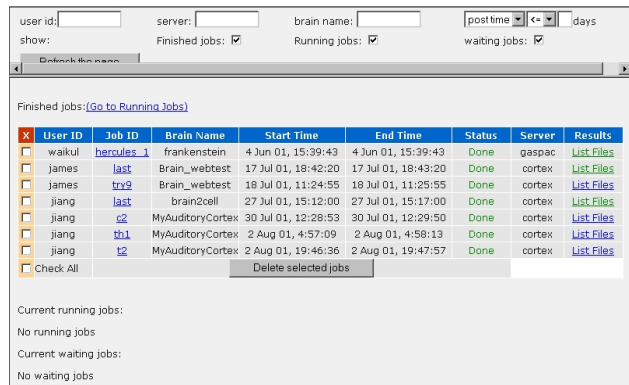 user id: server: brain name: post time <= days
show: Finished jobs: Running jobs: waiting jobs:
Refresh the page
Finished jobs:(Go to Running Jobs)
X User ID Job ID Brain Name Start Time End Time Status Server Results
waikul hercules_1 frankenstein 4 Jun 01, 15:39:43 4 Jun 01, 15:39:43 Done gaspac List Files
james last Brain_webtest 17 Jul 01, 18:42:20 17 Jul 01, 18:43:20 Done cortex List Files
james try9 Brain_webtest 18 Jul 01, 11:24:55 18 Jul 01, 11:25:55 Done cortex List Files
jiang last brain2cell 27 Jul 01, 15:12:00 27 Jul 01, 15:17:00 Done cortex List Files
jiang c2 MyAuditoryCortex 30 Jul 01, 12:28:53 30 Jul 01, 12:29:50 Done cortex List Files
jiang th1 MyAuditoryCortex 2 Aug 01, 4:57:09 2 Aug 01, 4:58:13 Done cortex List Files
jiang t2 MyAuditoryCortex 2 Aug 01, 19:46:36 2 Aug 01, 19:47:57 Done cortex List Files
Check All Delete selected jobs
Current running jobs:
No running jobs
Current waiting jobs:
No waiting jobs